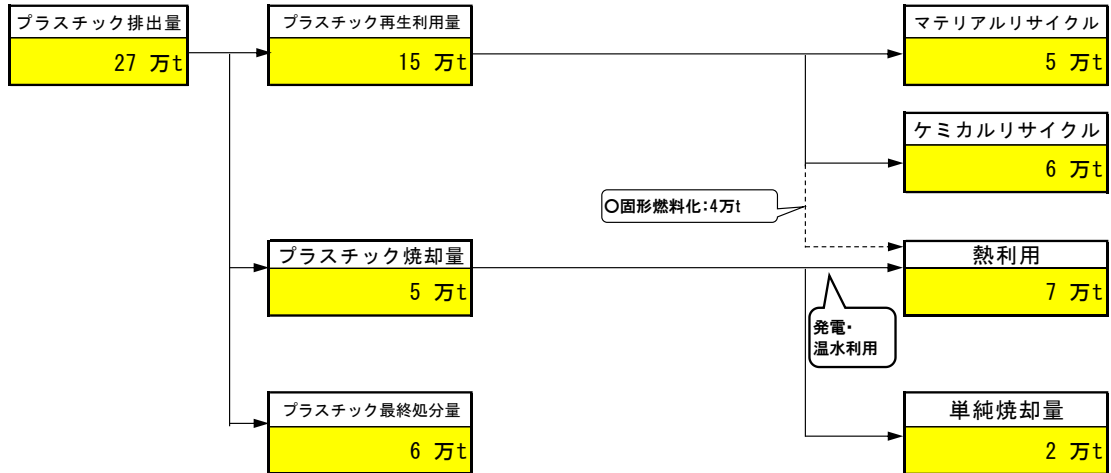 プラスチック排出量
27 万t
プラスチック再生利用量
15 万t
マテリアルリサイクル
5 万t
ケミカルリサイクル
6 万t
〇固形燃料化:4万t
プラスチック焼却量
5 万t
熱利用
7 万t
発電・
温水利用
プラスチック最終処分量
6 万t
単純焼却量
2 万t